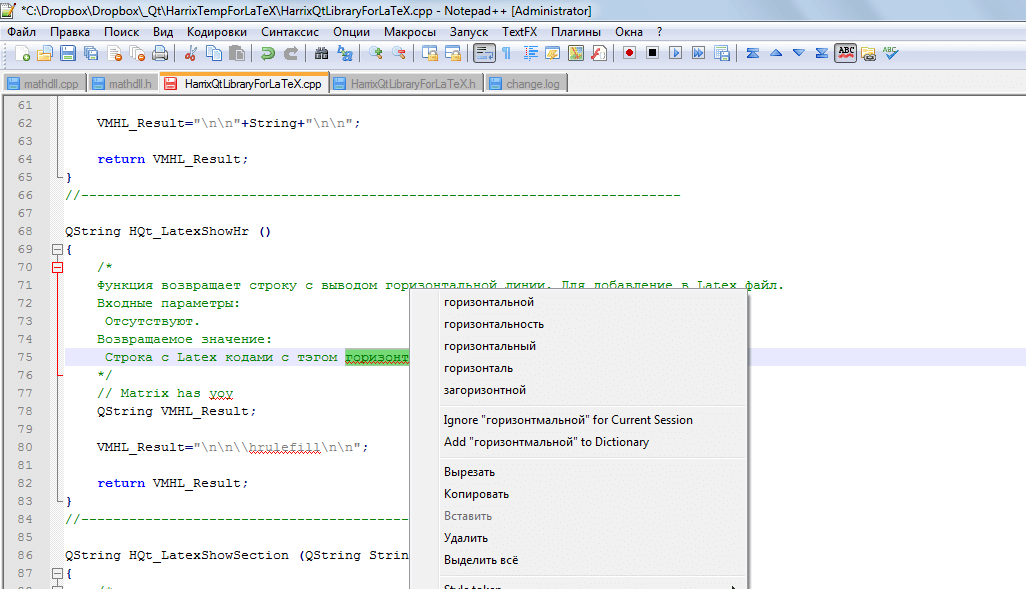 *C:\Dropbox\Dropbox\_Qt\HarrixTempForLaTeX\HarrixQtLibraryForLaTeX.cpp - Notepad++ [Administrator]
Файл Правка Поиск Вид Кодировки Синтаксис Опции Макросы Запуск TextFX Плагины Окна ?
ABC ABC
mathdll.cpp mathdll.h HarrixQtLibraryForLaTeX.cpp HarrixQtLibraryForLaTeX.h change.log
61
62 VMHL_Result="\n\n"+String+"\n\n";
63
64 return VMHL_Result;
65 }
66 //---------------------------------------------------------------------------
67
68 QString HQt_LatexShowHr ()
69 {
70 /*
71 Функция возвращает строку с выводом горизонтальной линии. Для добавление в Latex файл.
72 Входные параметры:
73 Отсутствуют.
74 Возвращаемое значение:
75 Строка с Latex кодами с тэгом горизонт
76 */
77 // Matrix has yoy
78 QString VMHL_Result;
79
80 VMHL_Result="\n\n\\hrulefill\n\n";
81
82 return VMHL_Result;
83 }
84 //-----------------------------------------
85
86 QString HQt_LatexShowSection (QString Strin
87 {
горизонтальной
горизонтальность
горизонтальный
горизонталь
загоризонтной
Ignore "горизонтмальной" for Current Session
Add "горизонтмальной" to Dictionary
Вырезать
Копировать
Вставить
Удалить
Выделить всё